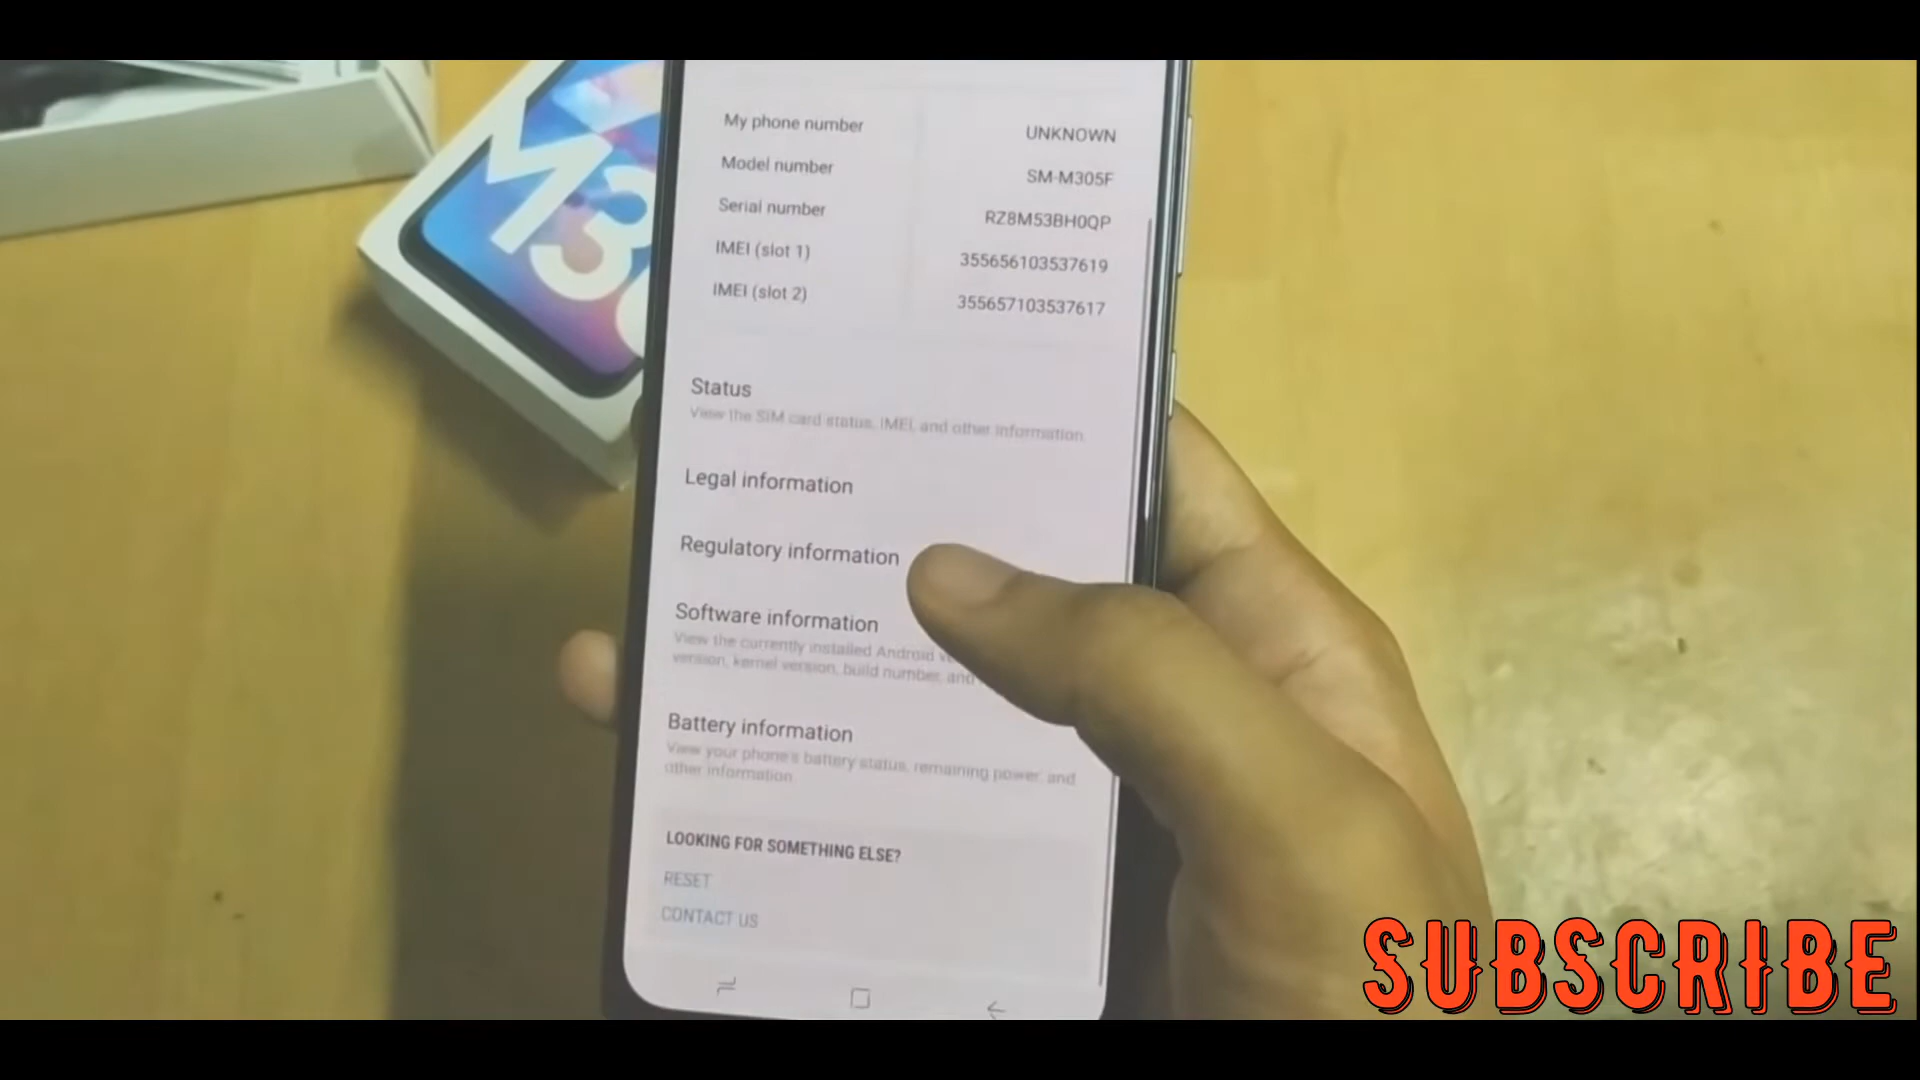 M30
My phone number UNKNOWN
Model number SM-M305F
Serial number RZ8M53BH0QP
IMEI (slot 1) 355656103537619
IMEI (slot 2) 355657103537617
Status
View the SIM card status, IMEI, and other information.
Legal information
Regulatory information
Software information
View the currently installed Android
version, kernel version, build number, and
Battery information
View your phone's battery status, remaining power, and
other information
LOOKING FOR SOMETHING ELSE?
RESET
CONTACT US
SUBSCRIBE